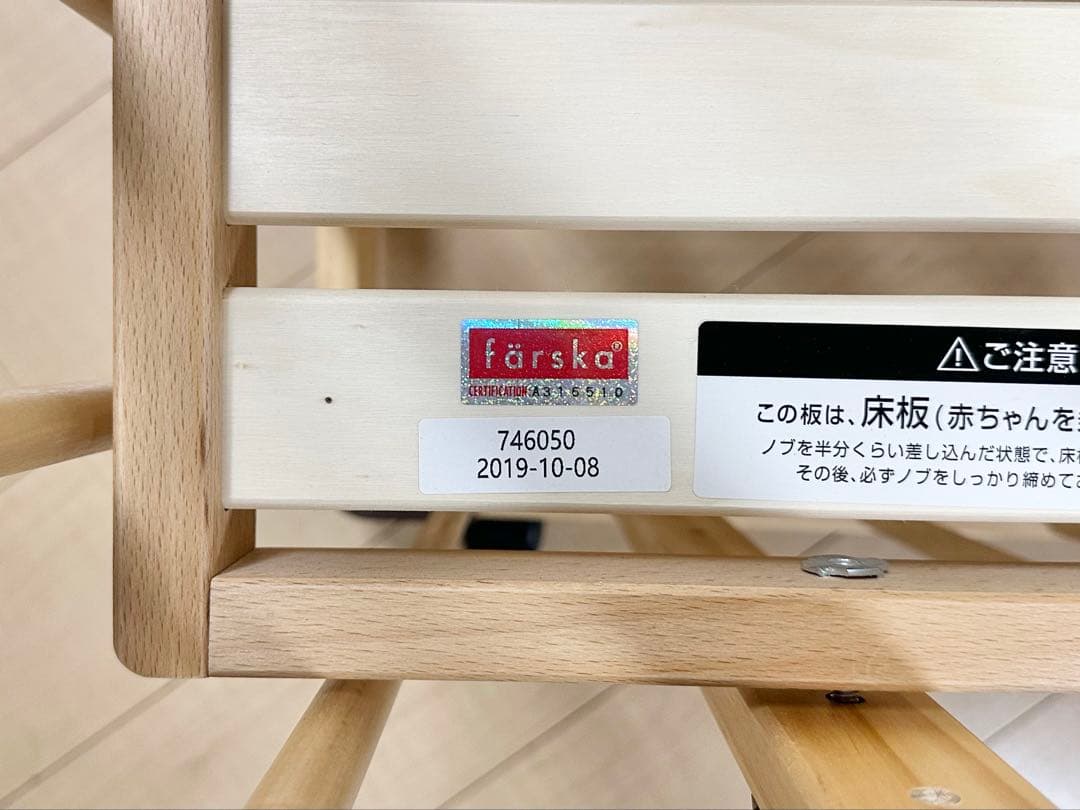 färska®
CERTIFICATION A315510
746050
2019-10-08
⚠ご注意
この板は、床板(赤ちゃんを
ノブを半分くらい差し込んだ状態で、床
その後、必ずノブをしっかり締めて